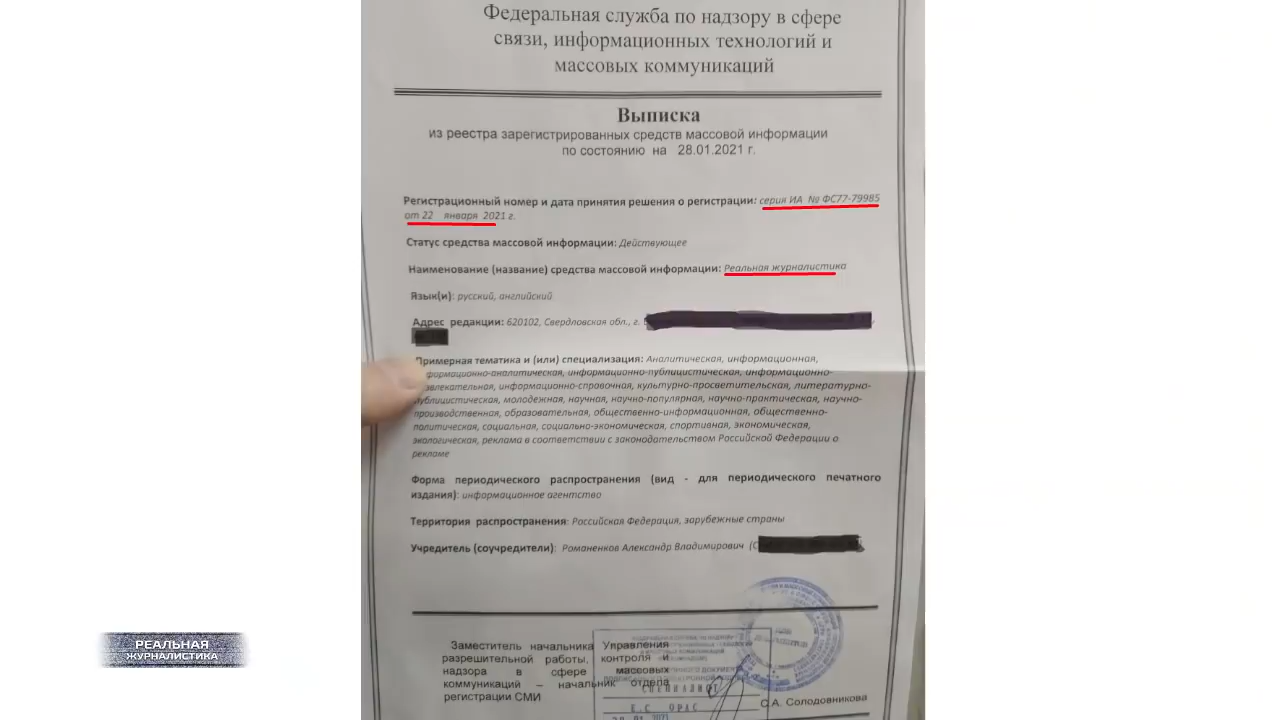 Федеральная служба по надзору в сфере
связи, информационных технологий и
массовых коммуникаций
Выписка
из реестра зарегистрированных средств массовой информации
по состоянию на 28.01.2021 г.
Регистрационный номер и дата принятия решения о регистрации: серия ИА № ФС77-79985
от 22 января 2021 г.
Статус средства массовой информации: Действующее
Наименование (название) средства массовой информации: Реальная журналистика
Язык(и): русский, английский
Адрес редакции: 620102, Свердловская обл., г.
Примерная тематика и (или) специализация: Аналитическая, информационная,
формационно-аналитическая, информационно-публицистическая, информационно-
влекательная, информационно-справочная, культурно-просветительская, литературно-
публицистическая, молодежная, научная, научно-популярная, научно-практическая, научно-
производственная, образовательная, общественно-информационная, общественно-
политическая, социальная, социально-экономическая, спортивная, экономическая,
экологическая, реклама в соответствии с законодательством Российской Федерации о
рекламе
Форма периодического распространения (вид - для периодического печатного
издания): информационное агентство
Территория распространения: Российская Федерация, зарубежные страны
Учредитель (соучредители): Романенков Александр Владимирович (С
Заместитель начальника Управления
разрешительной работы, контроля и
надзора в сфере массовых
коммуникаций – начальник отдела
регистрации СМИ
СПЕЦИАЛИСТ
Е.С ОРАС
С.А. Солодовникова
РЕАЛЬНАЯ
ЖУРНАЛИСТИКА